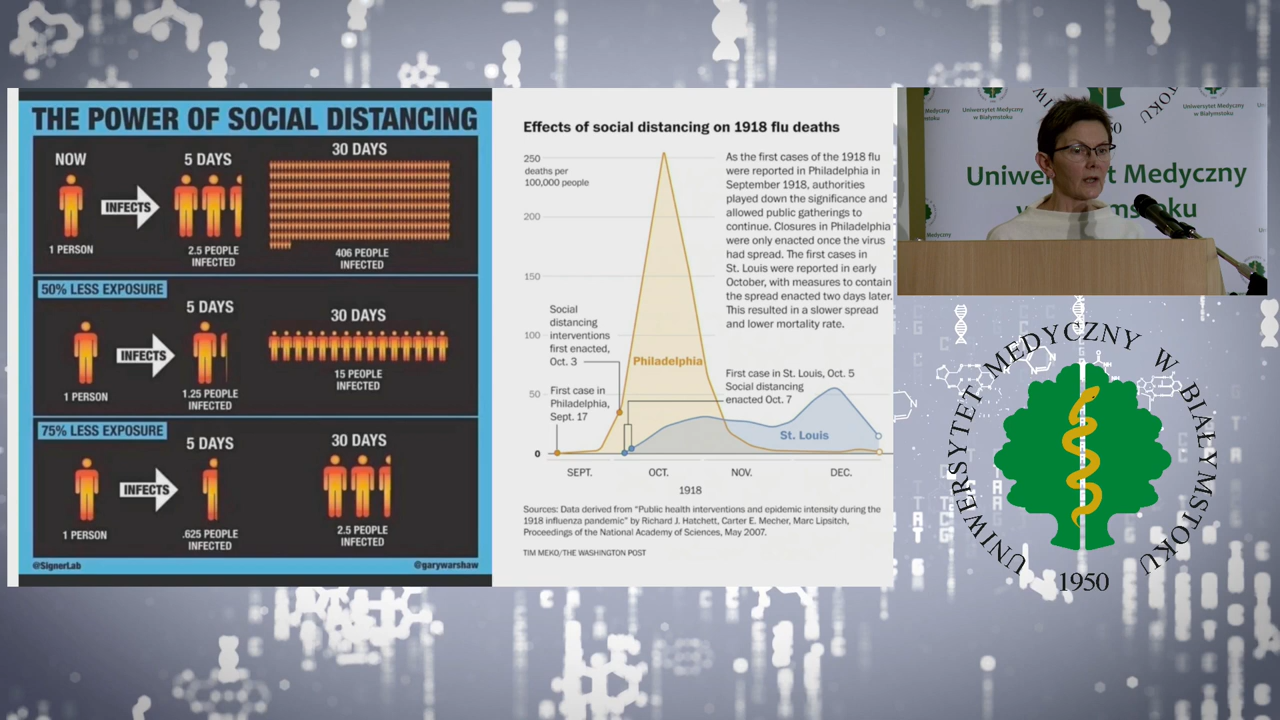 THE POWER OF SOCIAL DISTANCING
NOW
5 DAYS
30 DAYS
INFECTS
1 PERSON
2.5 PEOPLE
INFECTED
406 PEOPLE
INFECTED
50% LESS EXPOSURE
5 DAYS
30 DAYS
INFECTS
1 PERSON
1.25 PEOPLE
INFECTED
15 PEOPLE
INFECTED
75% LESS EXPOSURE
5 DAYS
30 DAYS
INFECTS
1 PERSON
.625 PEOPLE
INFECTED
2.5 PEOPLE
INFECTED
@SignerLab
@garywarshaw
Effects of social distancing on 1918 flu deaths
250
deaths per
100,000 people
200
150
100
50
0
As the first cases of the 1918 flu
were reported in Philadelphia in
September 1918, authorities
played down the significance and
allowed public gatherings to
continue. Closures in Philadelphia
were only enacted once the virus
had spread. The first cases in
St. Louis were reported in early
October, with measures to contain
the spread enacted two days later.
This resulted in a slower spread
and lower mortality rate.
Social
distancing
interventions
first enacted,
Oct. 3
Philadelphia
First case in
Philadelphia,
Sept. 17
First case in St. Louis, Oct. 5
Social distancing
enacted Oct. 7
St. Louis
SEPT.
OCT.
NOV.
DEC.
1918
Sources: Data derived from “Public health interventions and epidemic intensity during the
1918 influenza pandemic” by Richard J. Hatchett, Carter E. Mecher, Marc Lipsitch,
Proceedings of the National Academy of Sciences, May 2007.
TIM MEKO/THE WASHINGTON POST
Uniwersytet Medyczny
w Białymstoku
Uniwersytet Medyczny
w Białymstoku
Uniwersytet Medyczny
UNIWERSYTET MEDYCZNY W BIAŁYMSTOKU
1950